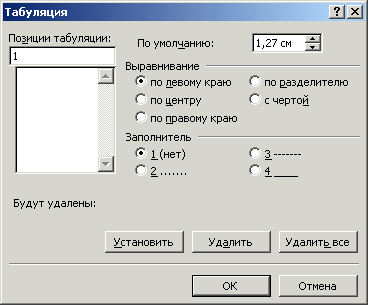 Табуляция
Позиции табуляции:
1
По умолчанию: 1,27 см
Выравнивание
по левому краю по разделителю
по центру с чертой
по правому краю
Заполнитель
1 (нет) 3 -------
2 ....... 4 ____
Будут удалены:
Установить Удалить Удалить все
OK Отмена